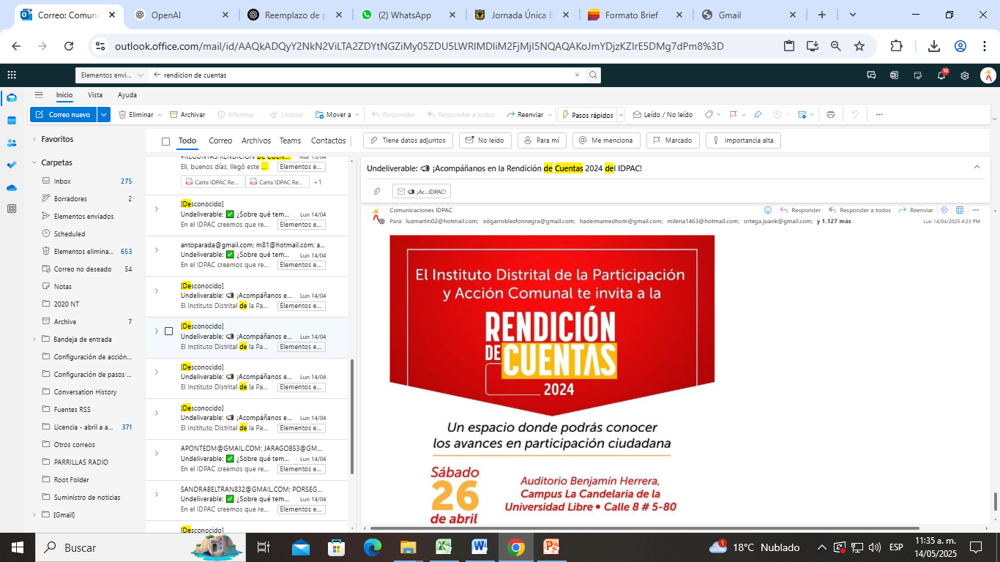 Correo: Comuni
OpenAI
Reemplazo de p
(2) WhatsApp
Jornada Única E
Formato Brief
Gmail
outlook.office.com/mail/id/AAQkADQyY2NkN2ViLTA2ZDYtNGZiMy05ZDU5LWRlMDliM2FjMjI5NQAQAKoJmYDjzKZIrE5DMg7dPm8%3D
Elementos envi...
rendicion de cuentas
10
Inicio
Vista
Ayuda
Correo nuevo
Eliminar
Archivar
Informar
Limpiar
Mover a
Responder
Responder a todos
Reenviar
Pasos rápidos
Leído / No leído
Favoritos
Carpetas
Inbox 275
Borradores 2
Elementos enviados
Scheduled
Elementos elimina... 653
Correo no deseado 54
Notas
2020 NT
Archive 7
Bandeja de entrada
Configuración de acción...
Configuración de pasos ...
Conversation History
Fuentes RSS
Licencia - abril a a... 371
Otros correos
PARRILLAS RADIO
Root Folder
Suministro de noticias
[Gmail]
Todo
Correo
Archivos
Teams
Contactos
Tiene datos adjuntos
No leído
Para mí
Me menciona
Marcado
Importancia alta
PREGUNTAS RENDICION DE CUEN... Mar 15/04
Eli, buenos días, llegó este ... Elementos e...
Carta IDPAC Re...
Carta IDPAC Re...
+1
[Desconocido]
Undeliverable: ✅ ¿Sobre qué tem... Lun 14/04
En el IDPAC creemos que re... Elementos e...
antoparada@gmail.com; m81@hotmail.com; a...
Undeliverable: ✅ ¿Sobre qué tem... Lun 14/04
En el IDPAC creemos que re... Elementos e...
[Desconocido]
Undeliverable: 📢 ¡Acompáñanos e... Lun 14/04
El Instituto Distrital de la Pa... Elementos e...
[Desconocido]
Undeliverable: 📢 ¡Acompáñanos e... Lun 14/04
El Instituto Distrital de la Pa... Elementos e...
[Desconocido]
Undeliverable: 📢 ¡Acompáñanos e... Lun 14/04
El Instituto Distrital de la Pa... Elementos e...
[Desconocido]
Undeliverable: 📢 ¡Acompáñanos e... Lun 14/04
El Instituto Distrital de la Pa... Elementos e...
APONTEDM@GMAIL.COM; JARAGO853@GM...
Undeliverable: ✅ ¿Sobre qué tem... Lun 14/04
En el IDPAC creemos que re... Elementos e...
SANDRABELTRAN832@GMAIL.COM; PORSEG...
Undeliverable: ✅ ¿Sobre qué tem... Lun 14/04
En el IDPAC creemos que re... Elementos e...
[Desconocido]
Undeliverable: 📢 ¡Acompáñanos en la Rendición de Cuentas 2024 del IDPAC!
📢 ¡Ac...IDPAC!
Comunicaciones IDPAC
Responder
Responder a todos
Reenviar
Para: luzmartin02@hotmail.com; edgarroblesfonnegra@gmail.com; hadeimamedhom@gmail.com; milena1463@hotmail.com; ortega.juank@gmail.com; y 1.127 más
Lun 14/04/2025 4:23 PM
El Instituto Distrital de la Participación
y Acción Comunal te invita a la
RENDICIÓN
DE CUENTAS
2024
Un espacio donde podrás conocer
los avances en participación ciudadana
Sábado
26
de abril
Auditorio Benjamín Herrera,
Campus La Candelaria de la
Universidad Libre • Calle 8 # 5-80
Buscar
1
18°C Nublado
ESP
11:35 a. m.
14/05/2025